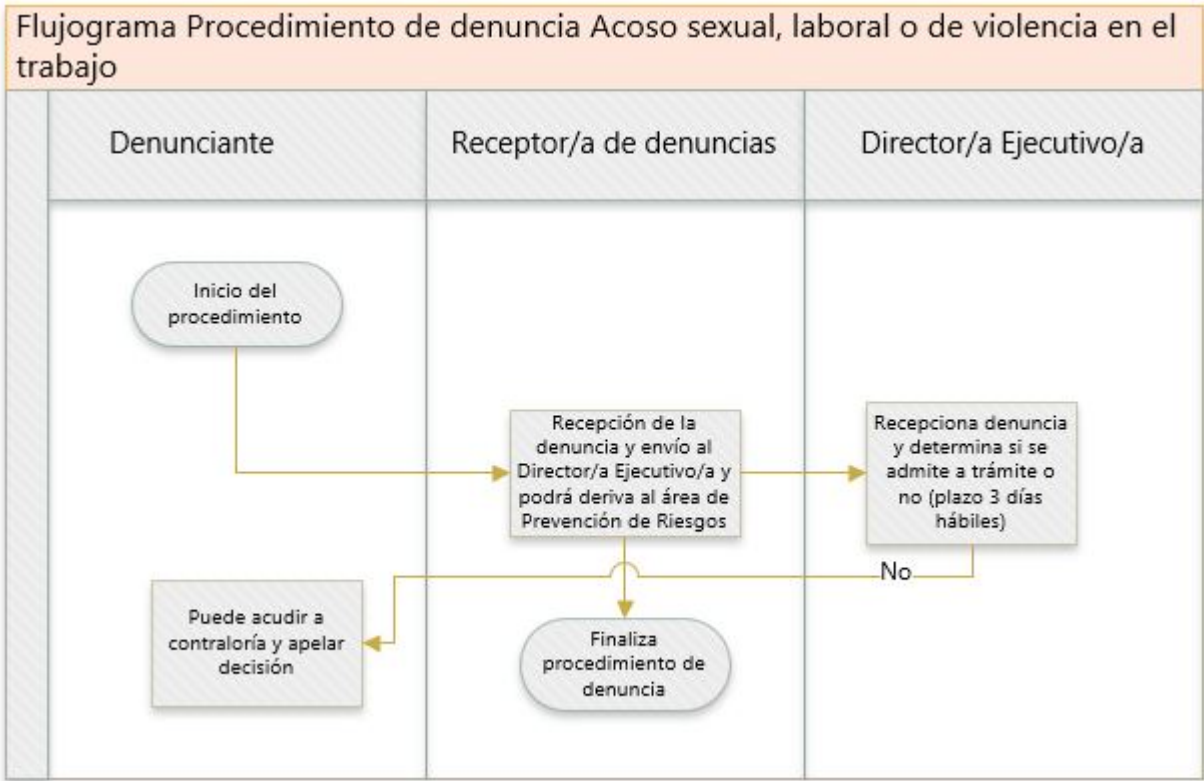 Flujograma Procedimiento de denuncia Acoso sexual, laboral o de violencia en el
trabajo
Denunciante
Receptor/a de denuncias
Director/a Ejecutivo/a
Inicio del
procedimiento
Recepción de la
denuncia y envío al
Director/a Ejecutivo/a y
podrá deriva al área de
Prevención de Riesgos
Recepciona denuncia
y determina si se
admite a trámite o
no (plazo 3 días
hábiles)
No
Puede acudir a
contraloría y apelar
decisión
Finaliza
procedimiento de
denuncia